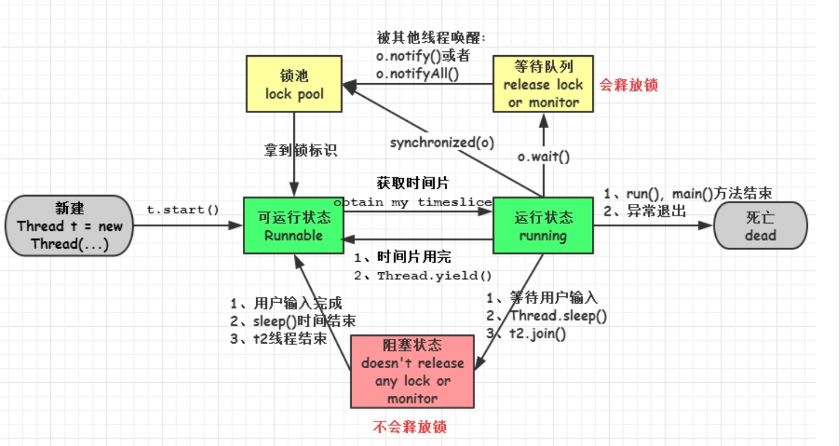 被其他线程唤醒:
o.notify()或者
o.notifyAll()
锁池
lock pool
等待队列
release lock
or monitor
会释放锁
synchronized(o)
拿到锁标识
o.wait()
获取时间片
obtain my timeslice
1、run(), main()方法结束
2、异常退出
新建
Thread t = new
Thread(...)
t.start()
可运行状态
Runnable
运行状态
running
死亡
dead
1、时间片用完
2、Thread.yield()
1、用户输入完成
2、sleep()时间结束
3、t2线程结束
1、等待用户输入
2、Thread.sleep()
3、t2.join()
阻塞状态
doesn't release
any lock or
monitor
不会释放锁